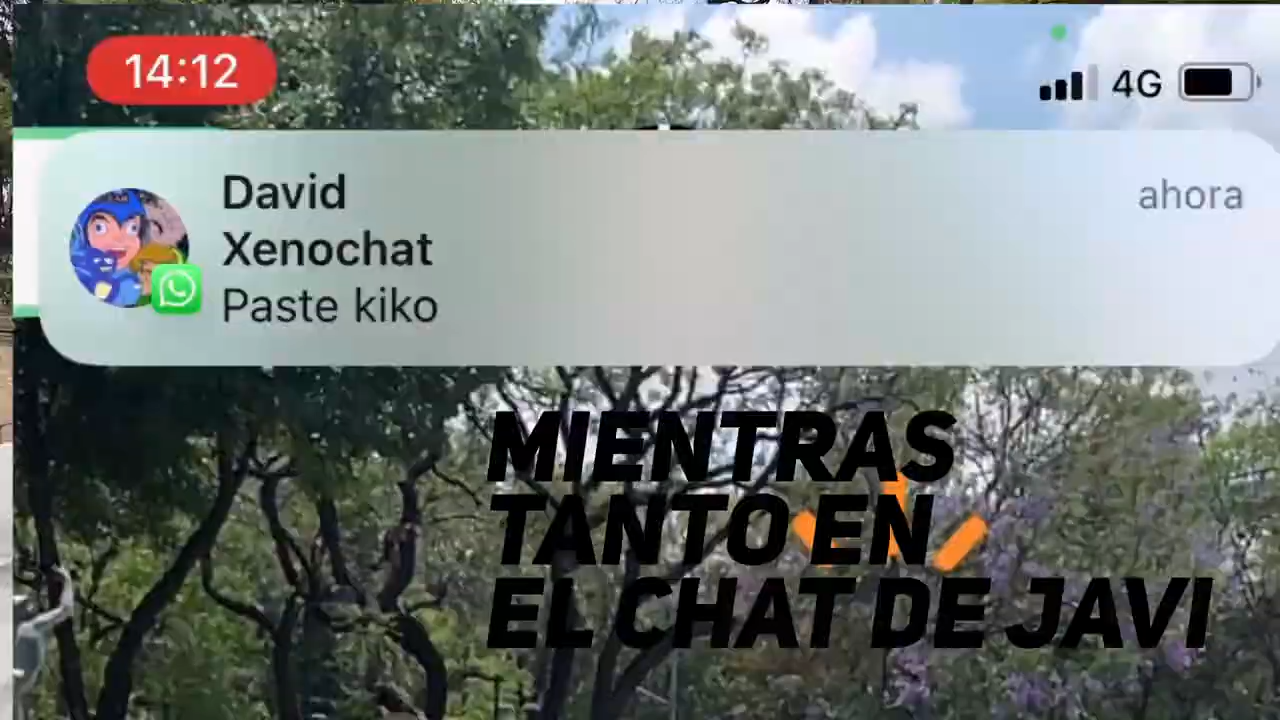 14:12
4G
David
ahora
Xenochat
Paste kiko
MIENTRAS
TANTO EN
EL CHAT DE JAVI